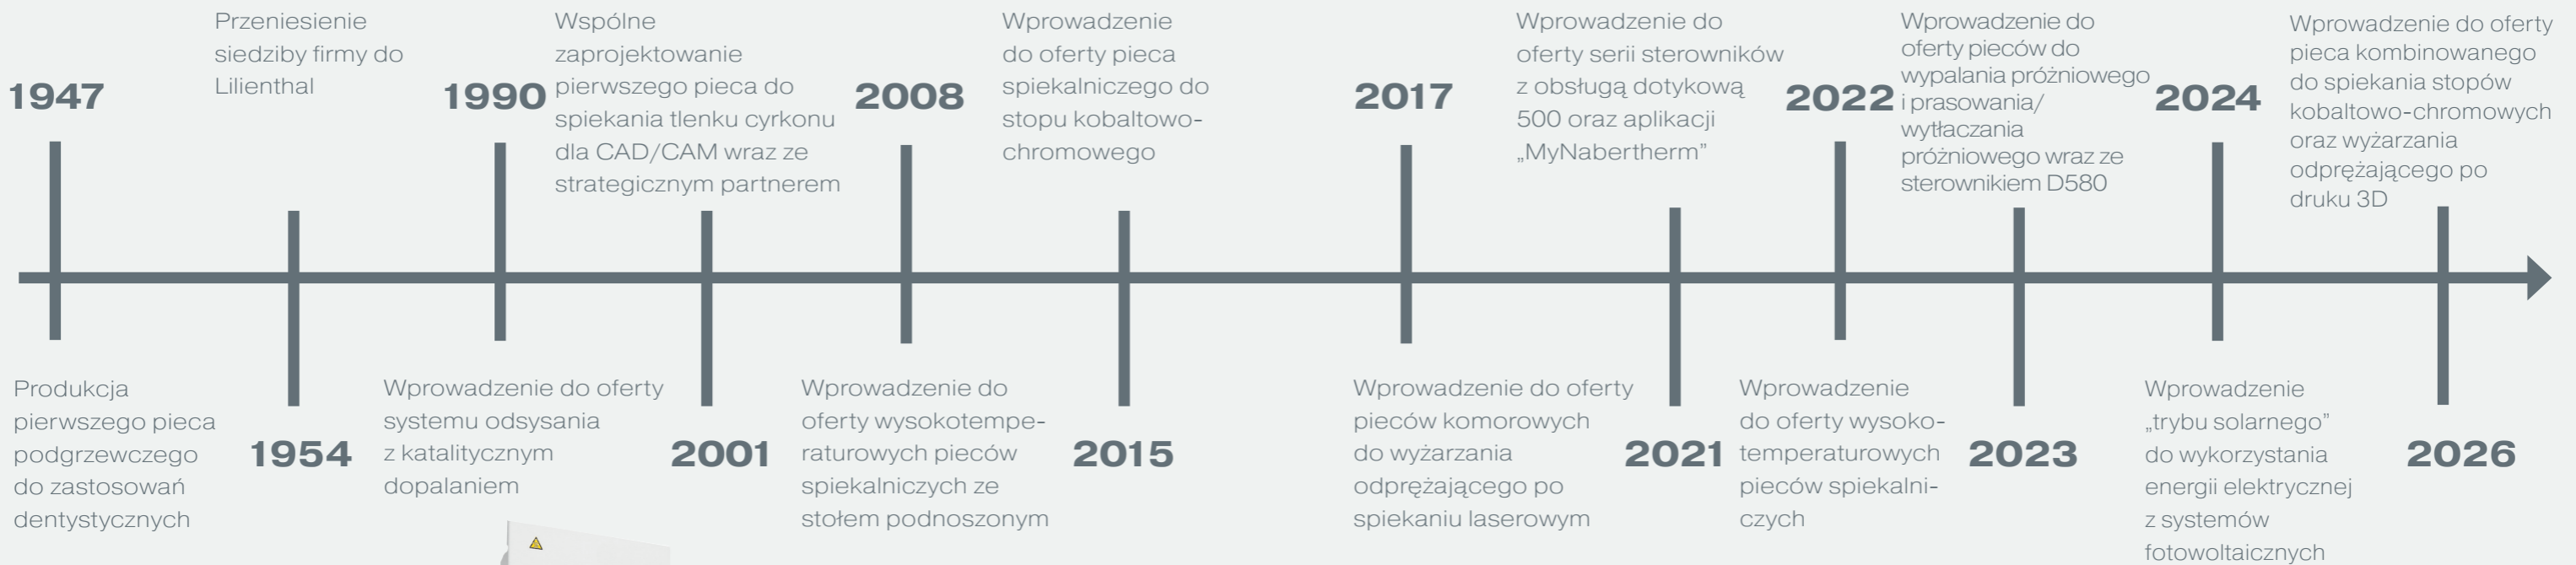 1947
Produkcja
pierwszego pieca
podgrzewczego
do zastosowań
dentystycznych
Przeniesienie
siedziby firmy do
Lilienthal
1954
1990
Wprowadzenie do oferty
systemu odsysania
z katalitycznym
dopalaniem
Wspólne
zaprojektowanie
pierwszego pieca do
spiekania tlenku cyrkonu
dla CAD/CAM wraz ze
strategicznym partnerem
2001
2008
Wprowadzenie do
oferty wysokotempe-
raturowych pieców
spiekalniczych ze
stołem podnoszonym
Wprowadzenie
do oferty pieca
spiekalniczego do
stopu kobaltowo-
chromowego
2015
2017
Wprowadzenie do oferty
pieców komorowych
do wyżarzania
odprężającego po
spiekaniu laserowym
Wprowadzenie do
oferty serii sterowników
z obsługą dotykową
500 oraz aplikacji
„MyNabertherm”
2021
2022
Wprowadzenie
do oferty wysoko-
temperaturowych
pieców spiekalni-
czych
Wprowadzenie do
oferty pieców do
wypalania próżniowego
i prasowania/
wytłaczania
próżniowego wraz ze
sterownikiem D580
2023
2024
Wprowadzenie
„trybu solarnego”
do wykorzystania
energii elektrycznej
z systemów
fotowoltaicznych
Wprowadzenie do oferty
pieca kombinowanego
do spiekania stopów
kobaltowo-chromowych
oraz wyżarzania
odprężającego po
druku 3D
2026